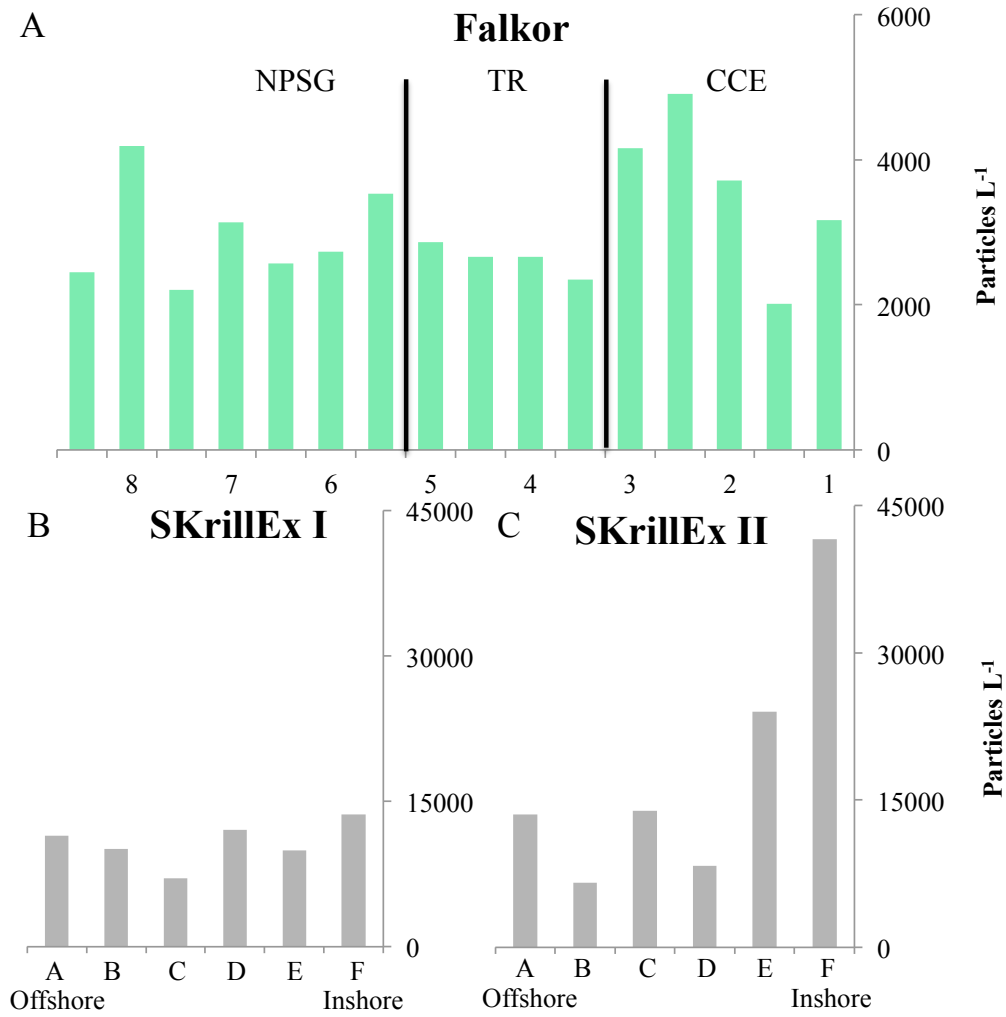 A
Falkor
NPSG TR CCE
6000
4000
2000
0
Particles L⁻¹
8 7 6 5 4 3 2 1
B
SKrillEx I
45000
30000
15000
0
A B C D E F
Offshore Inshore
C
SKrillEx II
45000
30000
15000
0
Particles L⁻¹
A B C D E F
Offshore Inshore